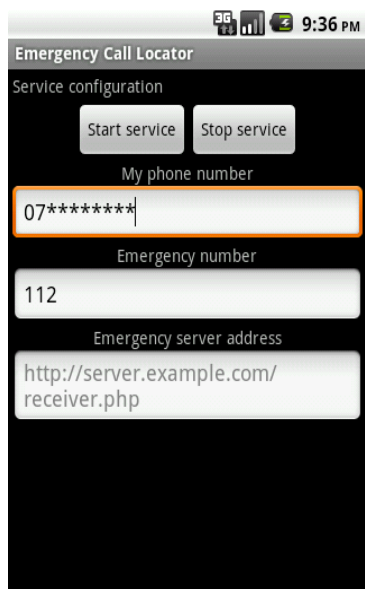 3G 9:36 PM
Emergency Call Locator
Service configuration
Start service Stop service
My phone number
07********
Emergency number
112
Emergency server address
http://server.example.com/
receiver.php